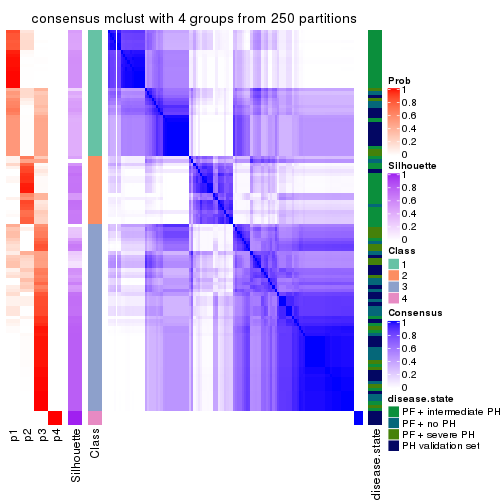 consensus mclust with 4 groups from 250 partitions
Prob
1
0.8
0.6
0.4
0.2
0
Silhouette
1
0.8
0.6
0.4
0.2
0
Class
1
2
3
4
Consensus
1
0.8
0.6
0.4
0.2
0
disease.state
PF + intermediate PH
PF + no PH
PF + severe PH
PH validation set
p1
p2
p3
p4
Silhouette
Class
disease.state